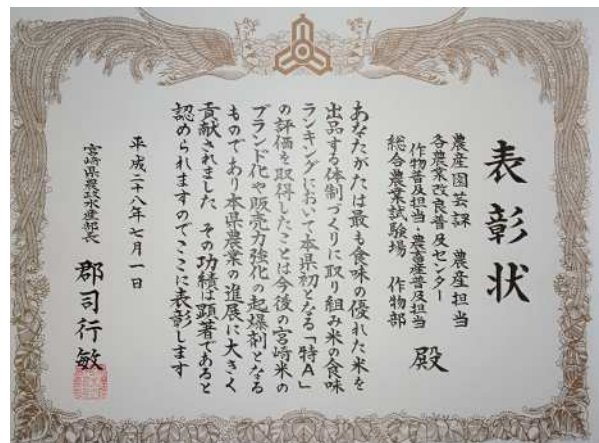 表彰状
農産園芸課 農産担当
各農業改良普及センター
作物普及担当・農畜産普及担当
総合農業試験場 作物部
殿
あなたがたは最も食味の優れた米を
出品する体制づくりに取り組み米の食味
ランキングにおいて本県初となる「特A」
の評価を取得したことは今後の宮崎米の
ブランド化や販売力強化の起爆剤となる
ものであり本県農業の進展に大きく
貢献されました その功績は顕著であると
認められますのでここに表彰します
平成二十八年七月一日
宮崎県農政水産部長 郡司行敏